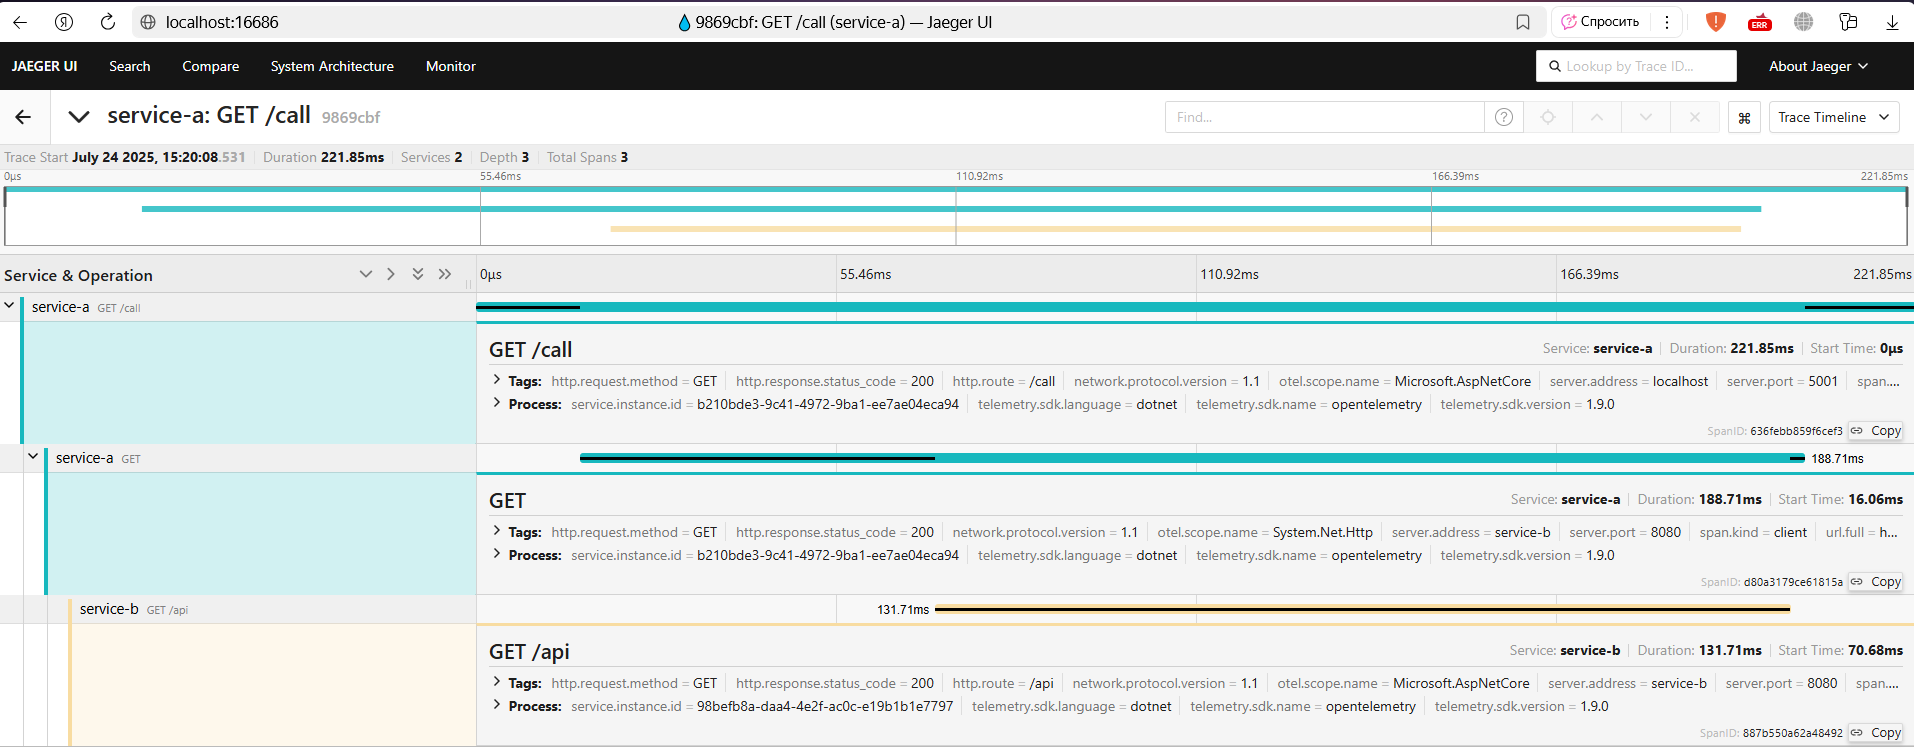 localhost:16686 9869cbf: GET /call (service-a) — Jaeger UI Спросить ERR
JAEGER UI Search Compare System Architecture Monitor Lookup by Trace ID... About Jaeger
service-a: GET /call 9869cbf Find... Trace Timeline
Trace Start July 24 2025, 15:20:08.531 Duration 221.85ms Services 2 Depth 3 Total Spans 3
0μs 55.46ms 110.92ms 166.39ms 221.85ms
Service & Operation 0μs 55.46ms 110.92ms 166.39ms 221.85ms
service-a GET /call
GET /call Service: service-a Duration: 221.85ms Start Time: 0μs
Tags: http.request.method = GET http.response.status_code = 200 http.route = /call network.protocol.version = 1.1 otel.scope.name = Microsoft.AspNetCore server.address = localhost server.port = 5001 span....
Process: service.instance.id = b210bde3-9c41-4972-9ba1-ee7ae04eca94 telemetry.sdk.language = dotnet telemetry.sdk.name = opentelemetry telemetry.sdk.version = 1.9.0
SpanID: 636febb859f6cef3 Copy
service-a GET 188.71ms
GET Service: service-a Duration: 188.71ms Start Time: 16.06ms
Tags: http.request.method = GET http.response.status_code = 200 network.protocol.version = 1.1 otel.scope.name = System.Net.Http server.address = service-b server.port = 8080 span.kind = client url.full = h...
Process: service.instance.id = b210bde3-9c41-4972-9ba1-ee7ae04eca94 telemetry.sdk.language = dotnet telemetry.sdk.name = opentelemetry telemetry.sdk.version = 1.9.0
SpanID: d80a3179ce61815a Copy
service-b GET /api 131.71ms
GET /api Service: service-b Duration: 131.71ms Start Time: 70.68ms
Tags: http.request.method = GET http.response.status_code = 200 http.route = /api network.protocol.version = 1.1 otel.scope.name = Microsoft.AspNetCore server.address = service-b server.port = 8080 span....
Process: service.instance.id = 98befb8a-daa4-4e2f-ac0c-e19b1b1e7797 telemetry.sdk.language = dotnet telemetry.sdk.name = opentelemetry telemetry.sdk.version = 1.9.0
SpanID: 887b550a62a48492 Copy